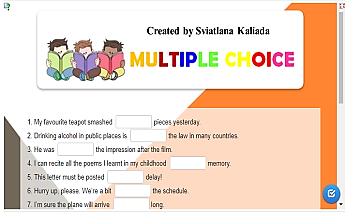 Created by Sviatlana Kaliada
MULTIPLE CHOICE
1. My favourite teapot smashed pieces yesterday.
2. Drinking alcohol in public places is the law in many countries.
3. He was the impression after the film.
4. I can recite all the poems I learnt in my childhood memory.
5. This letter must be posted delay!
6. Hurry up, please. We're a bit the schedule.
7. I'm sure the plane will arrive long.